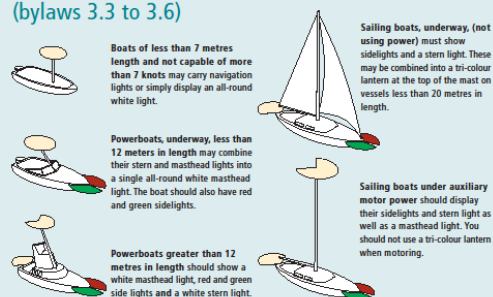 (bylaws 3.3 to 3.6)
Boats of less than 7 metres
length and not capable of more
than 7 knots may carry navigation
lights or simply display an all-round
white light.
Powerboats, underway, less than
12 meters in length may combine
their stern and masthead lights into
a single all-round white masthead
light. The boat should also have red
and green sidelights.
Powerboats greater than 12
metres in length should show a
white masthead light, red and green
side lights and a white stern light.
Sailing boats, underway, (not
using power) must show
sidelights and a stern light. These
may be combined into a tri-colour
lantern at the top of the mast on
vessels less than 20 metres in
length.
Sailing boats under auxiliary
motor power should display
their sidelights and stern light as
well as a masthead light. You
should not use a tri-colour lantern
when motoring.